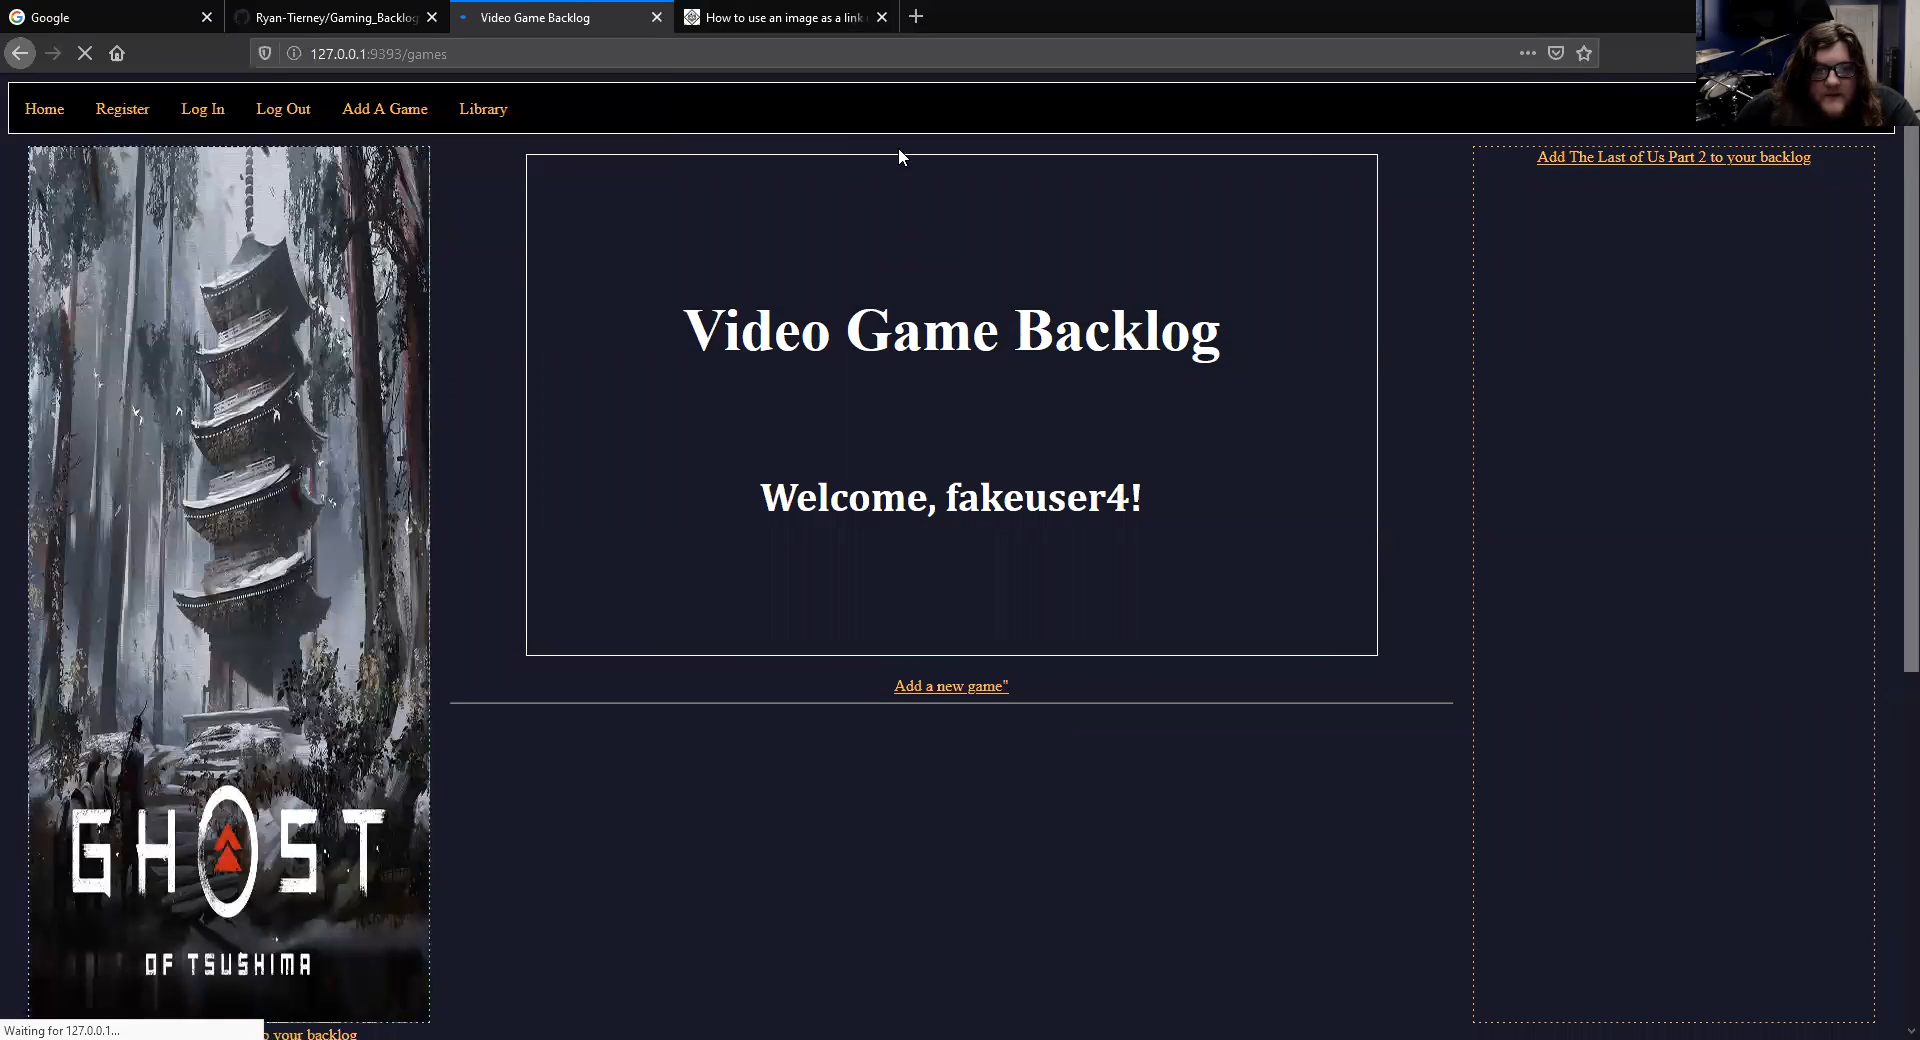 Google
Ryan-Tierney/Gaming_Backlog
Video Game Backlog
How to use an image as a link
127.0.0.1:9393/games
Home Register Log In Log Out Add A Game Library
Add The Last of Us Part 2 to your backlog
Video Game Backlog
Welcome, fakeuser4!
Add a new game"
GHOST
OF TSUSHIMA
Waiting for 127.0.0.1...
o your backlog